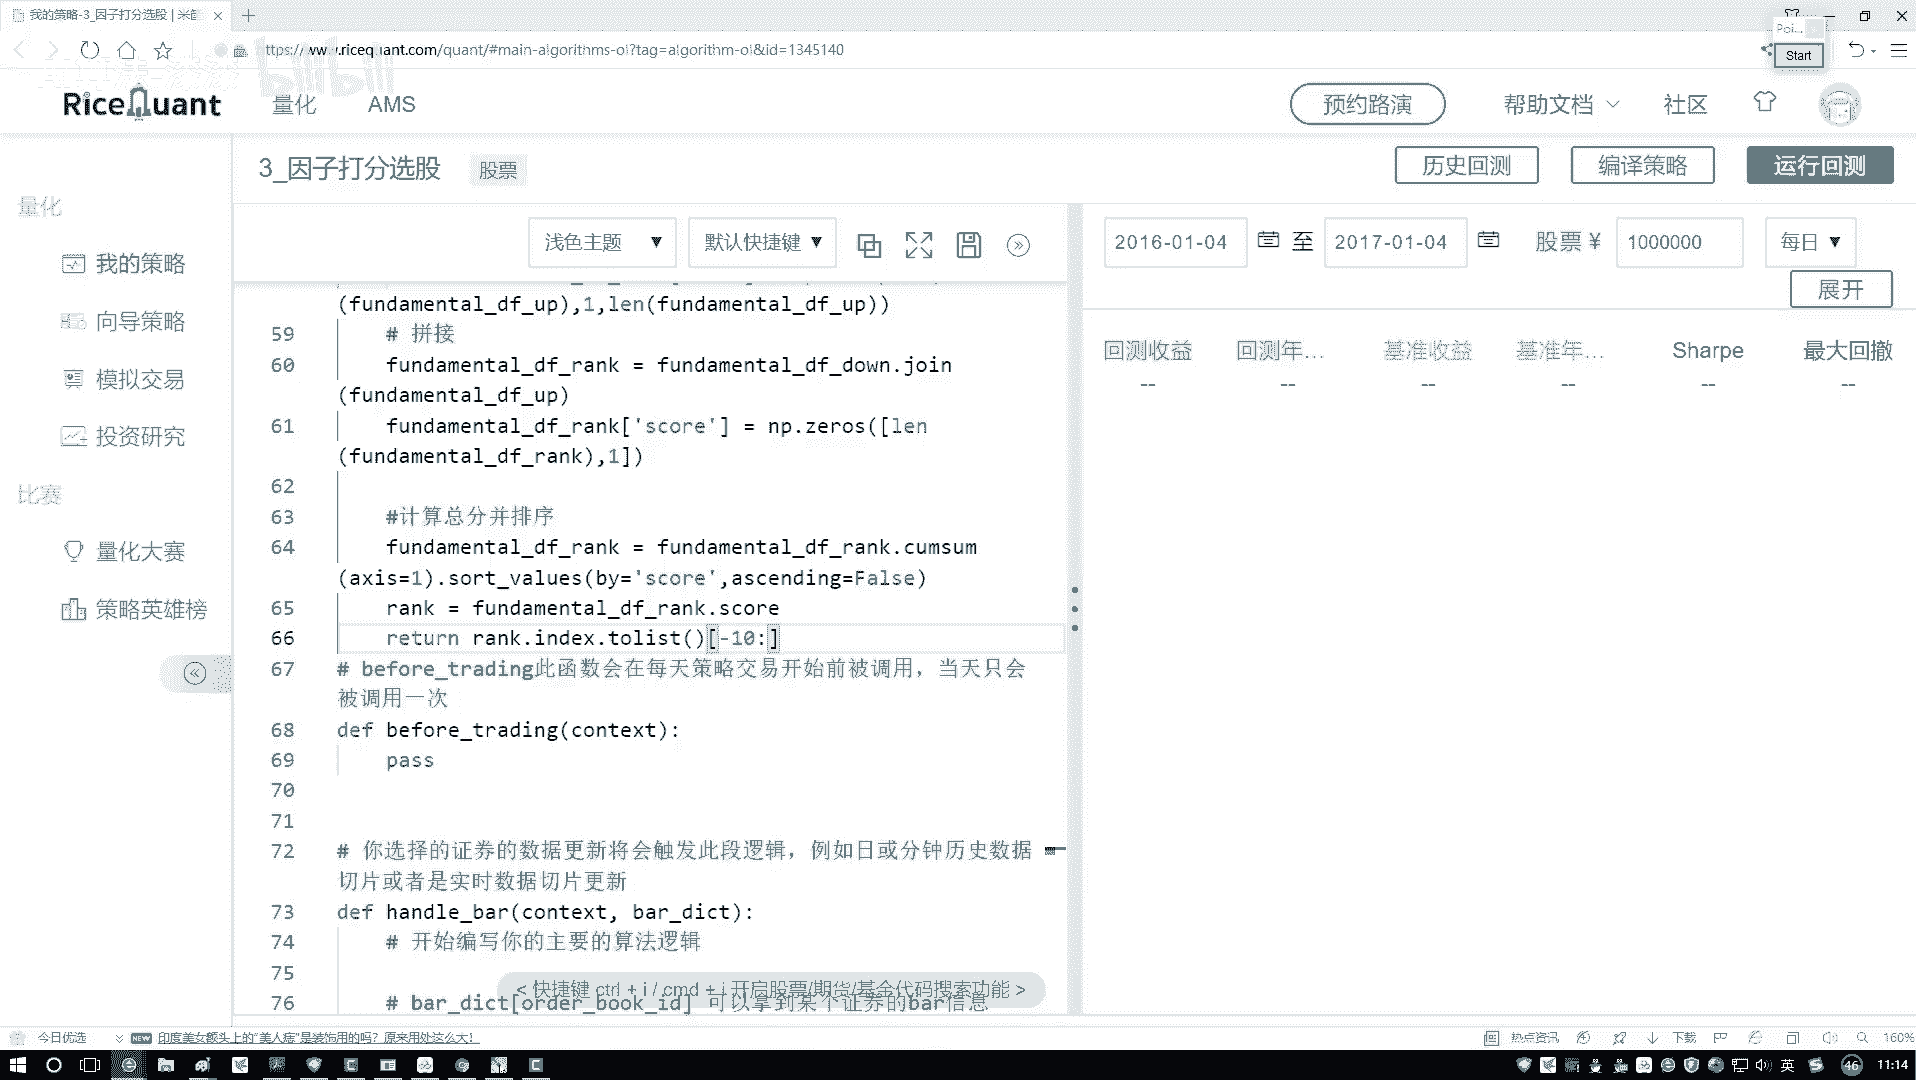 我的策略-3_因子打分选股 | 米
https://www.ricequant.com/quant/#main-algorithms-ol?tag=algorithm-ol&id=1345140
Poi...
Start
bilibili
RiceQuant
量化
AMS
预约路演
帮助文档
社区
3_因子打分选股
股票
历史回测
编译策略
运行回测
量化
我的策略
向导策略
模拟交易
投资研究
比赛
量化大赛
策略英雄榜
浅色主题 ▼
默认快捷键 ▼
2016-01-04
至
2017-01-04
股票 ¥
1000000
每日 ▼
展开
回测收益
回测年...
基准收益
基准年...
Sharpe
最大回撤
--
--
--
--
--
--
(fundamental_df_up),1,len(fundamental_df_up))
59 # 拼接
60 fundamental_df_rank = fundamental_df_down.join
(fundamental_df_up)
61 fundamental_df_rank['score'] = np.zeros([len
(fundamental_df_rank),1])
62
63 #计算总分并排序
64 fundamental_df_rank = fundamental_df_rank.cumsum
(axis=1).sort_values(by='score',ascending=False)
65 rank = fundamental_df_rank.score
66 return rank.index.tolist()[-10:]
67 # before_trading此函数会在每天策略交易开始前被调用，当天只会
被调用一次
68 def before_trading(context):
69 pass
70
71
72 # 你选择的证券的数据更新将会触发此段逻辑，例如日或分钟历史数据
切片或者是实时数据切片更新
73 def handle_bar(context, bar_dict):
74 # 开始编写你的主要的算法逻辑
75
76 # bar_dict[order_book_id] 可以拿到某个证券的bar信息
< 快捷键 ctrl + i / cmd + i 开启股票/期货/基金代码搜索功能 >
今日优选
NEW
印度美女额头上的"美人痣"是装饰用的吗？原来用处这么大！
热点资讯
下载
160%
英
46
11:14